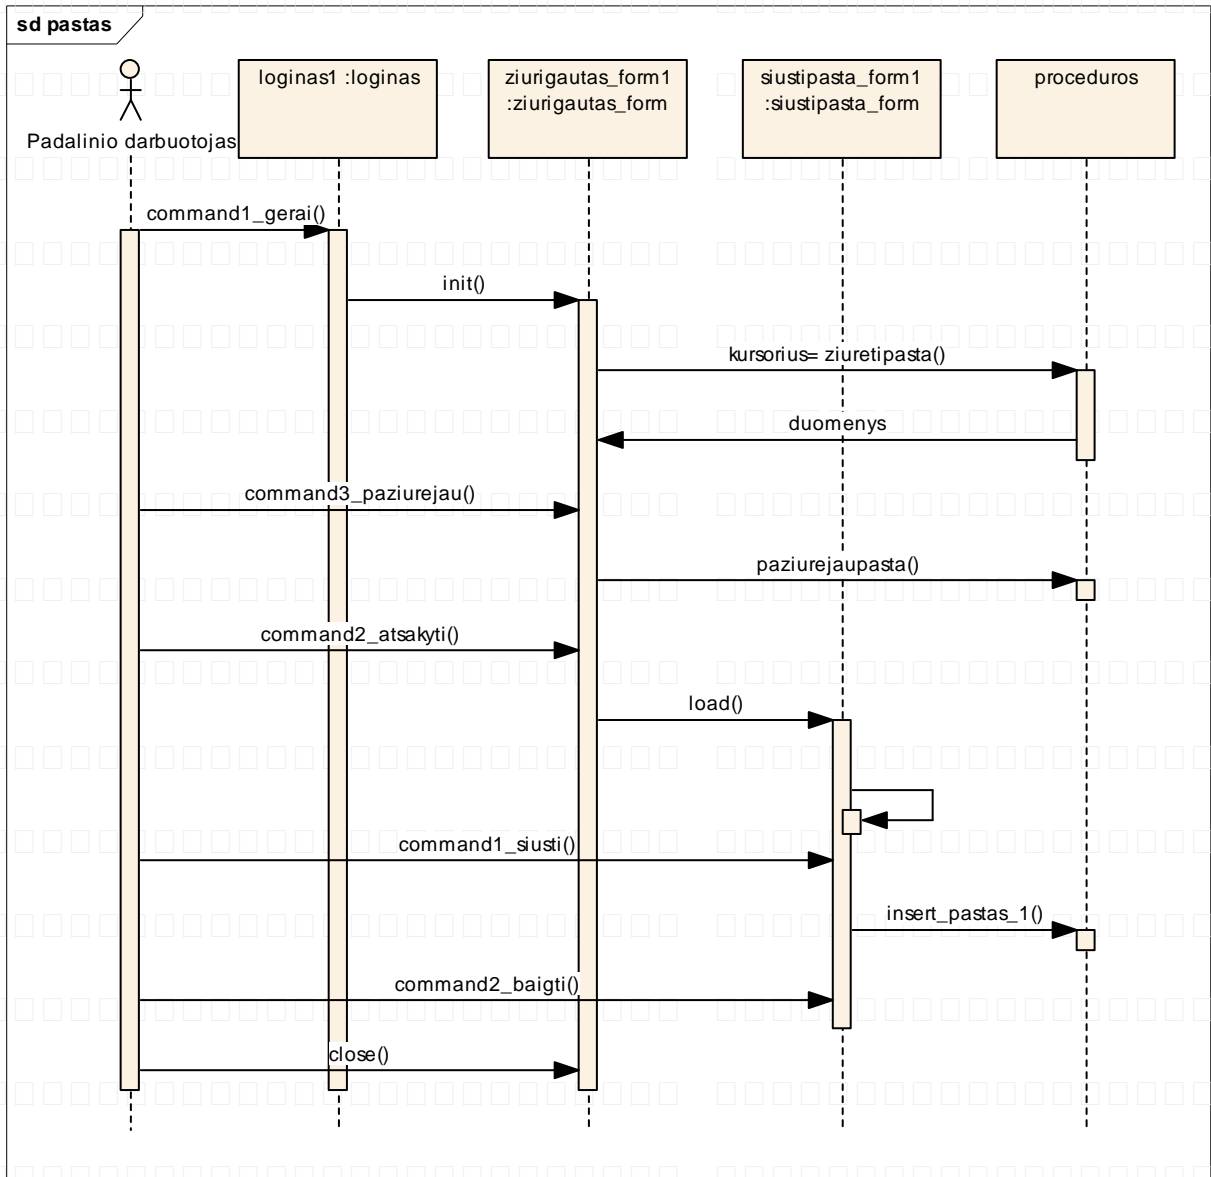 sd pastas
Padalinio darbuotojas
loginas1 :loginas
ziurigautas_form1
:ziurigautas_form
siustipasta_form1
:siustipasta_form
proceduros
command1_gerai()
init()
kursorius= ziuretipasta()
duomenys
command3_paziurejau()
paziurejaupasta()
command2_atsakyti()
load()
command1_siusti()
insert_pastas_1()
command2_baigti()
close()